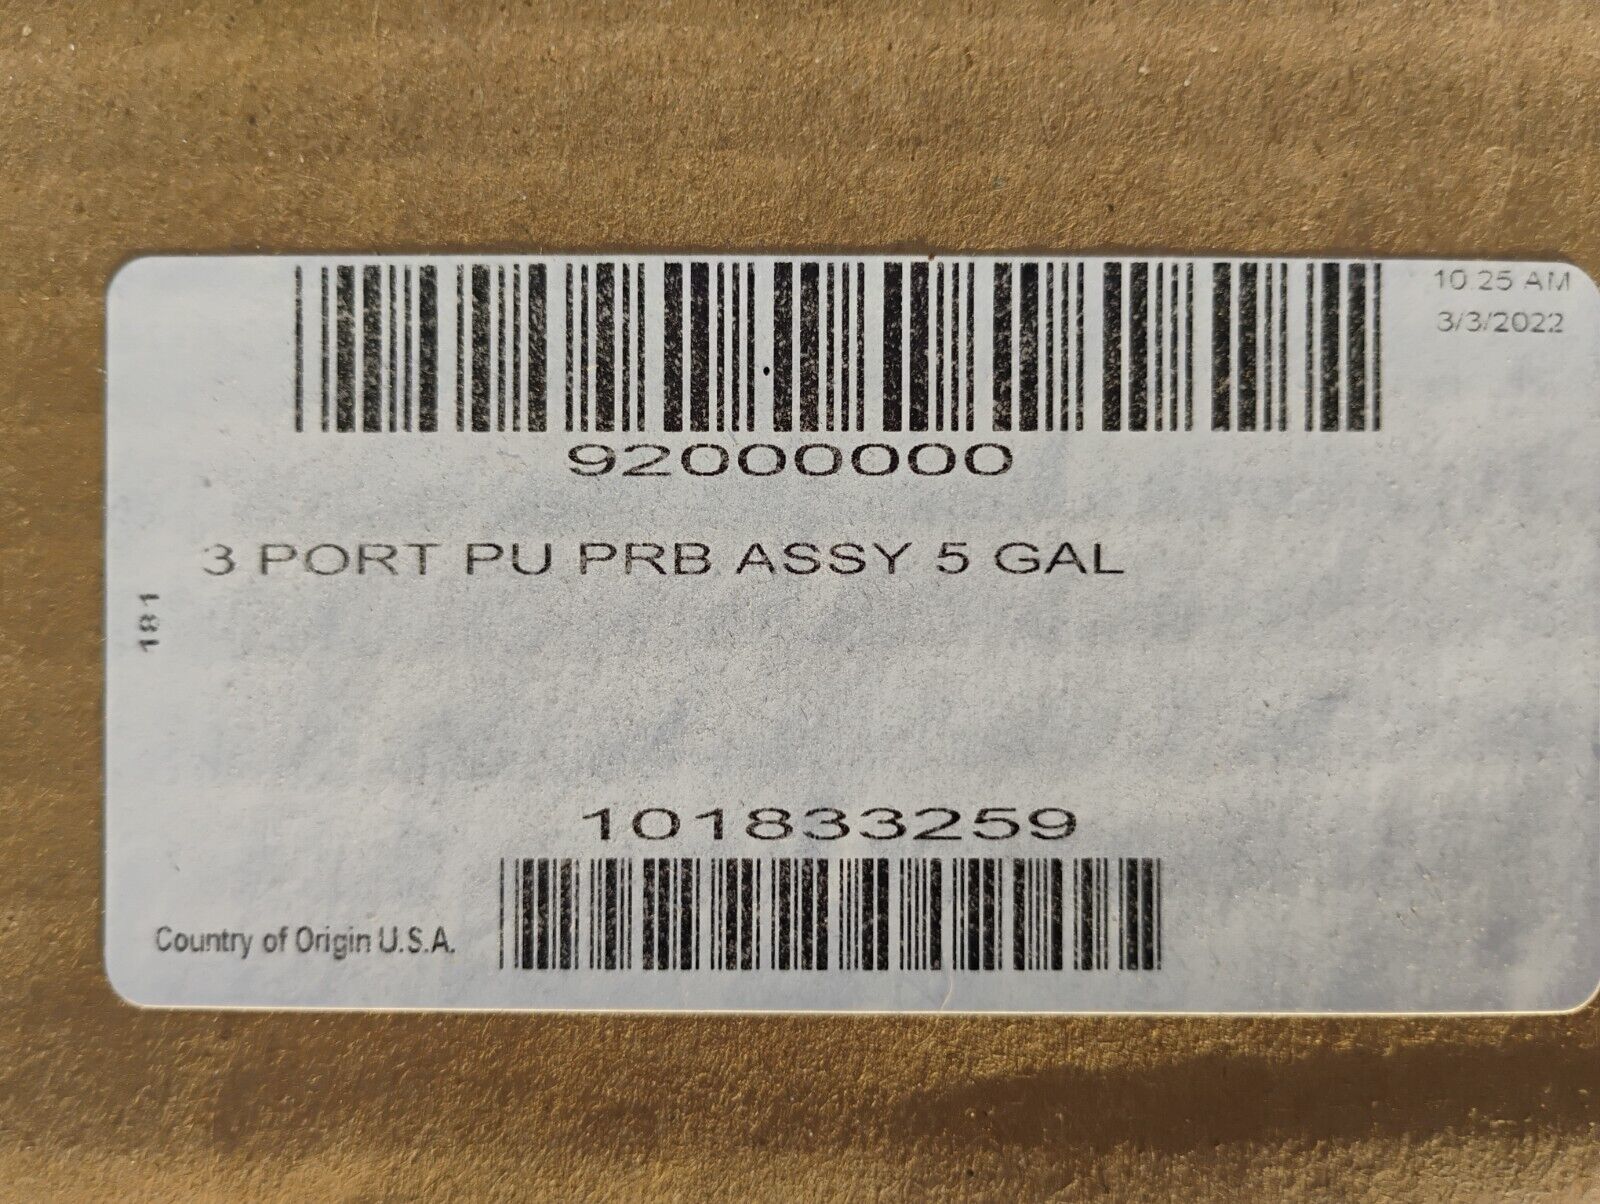 10:25 AM
3/3/2022
92000000
3 PORT PU PRB ASSY 5 GAL
181
101833259
Country of Origin U.S.A.